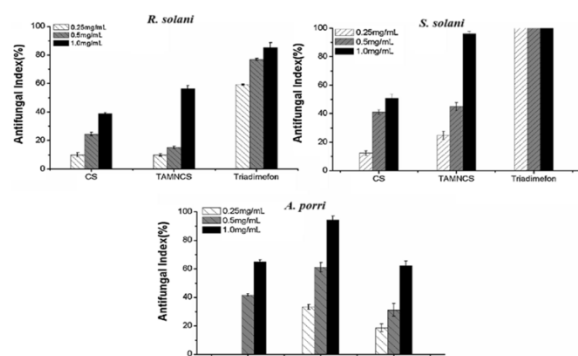 R. solani
0.25mg/mL
0.5mg/mL
1.0mg/mL
Antifungal Index(%)
100
80
60
40
20
0
CS
TAMNCS
Triadimefon
S. solani
0.25mg/mL
0.5mg/mL
1.0mg/mL
Antifungal Index(%)
100
80
60
40
20
0
CS
TAMNCS
Triadimefon
A. porri
0.25mg/mL
0.5mg/mL
1.0mg/mL
Antifungal Index(%)
100
80
60
40
20
0